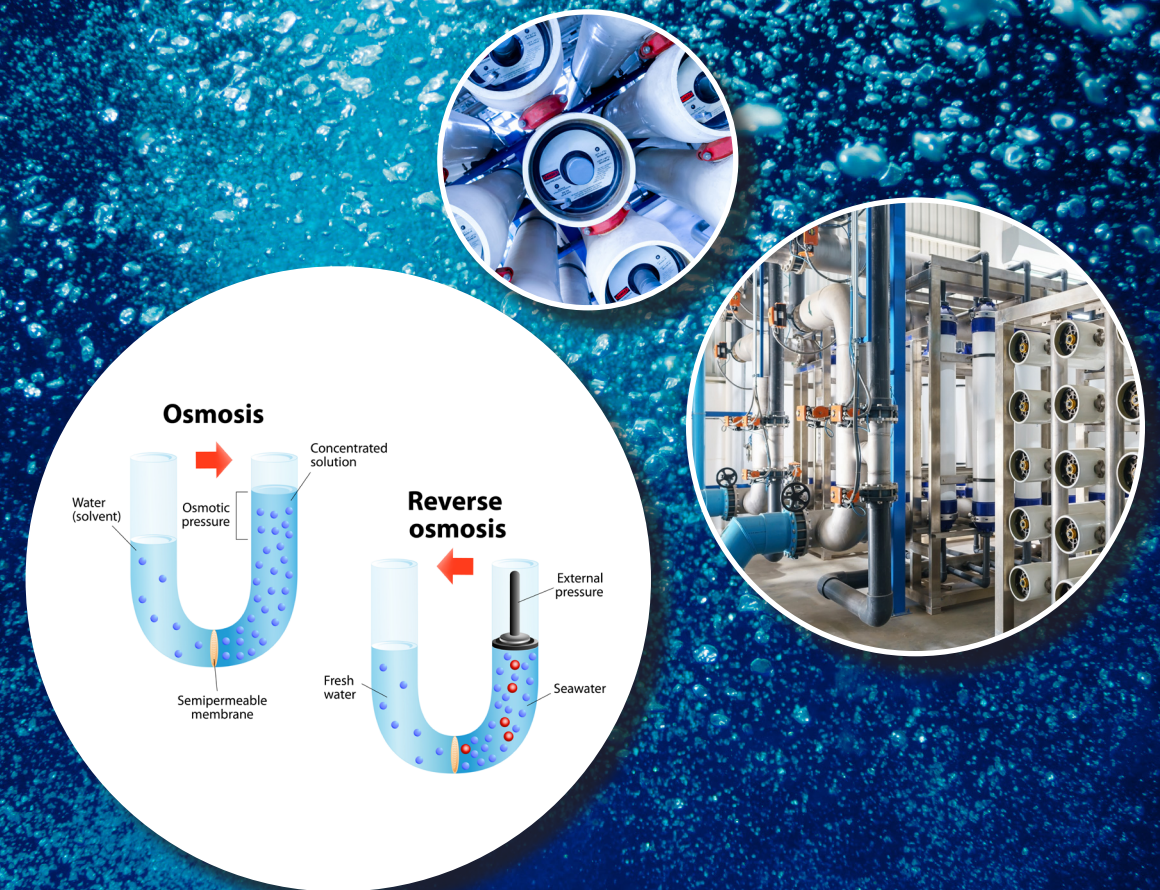 Osmosis
Concentrated
solution
Water
(solvent)
Osmotic
pressure
Semipermeable
membrane
Reverse
osmosis
External
pressure
Fresh
water
Seawater